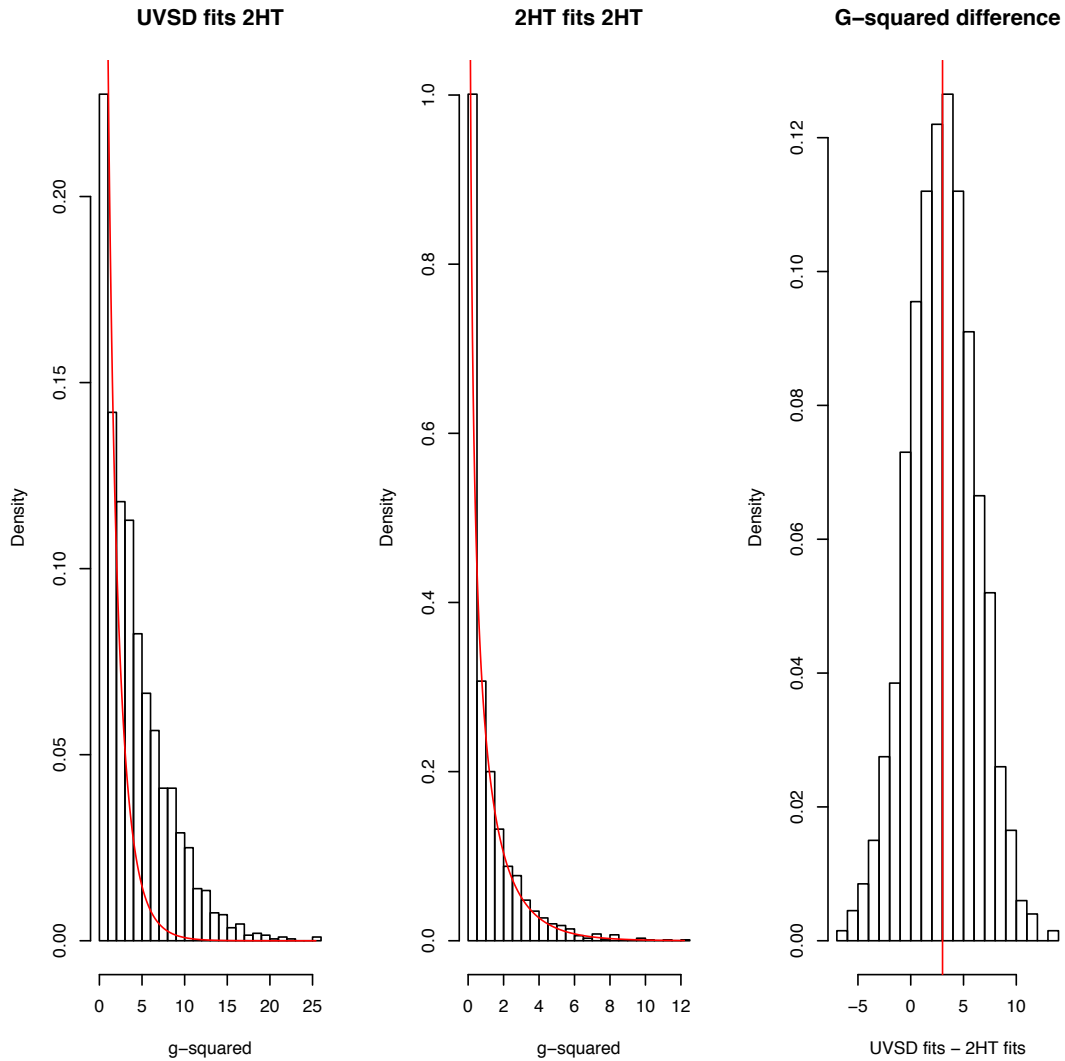 UVSD fits 2HT
Density
0.00 0.05 0.10 0.15 0.20
0 5 10 15 20 25
g−squared
2HT fits 2HT
Density
0.0 0.2 0.4 0.6 0.8 1.0
0 2 4 6 8 10 12
g−squared
G−squared difference
Density
0.00 0.02 0.04 0.06 0.08 0.10 0.12
−5 0 5 10
UVSD fits − 2HT fits